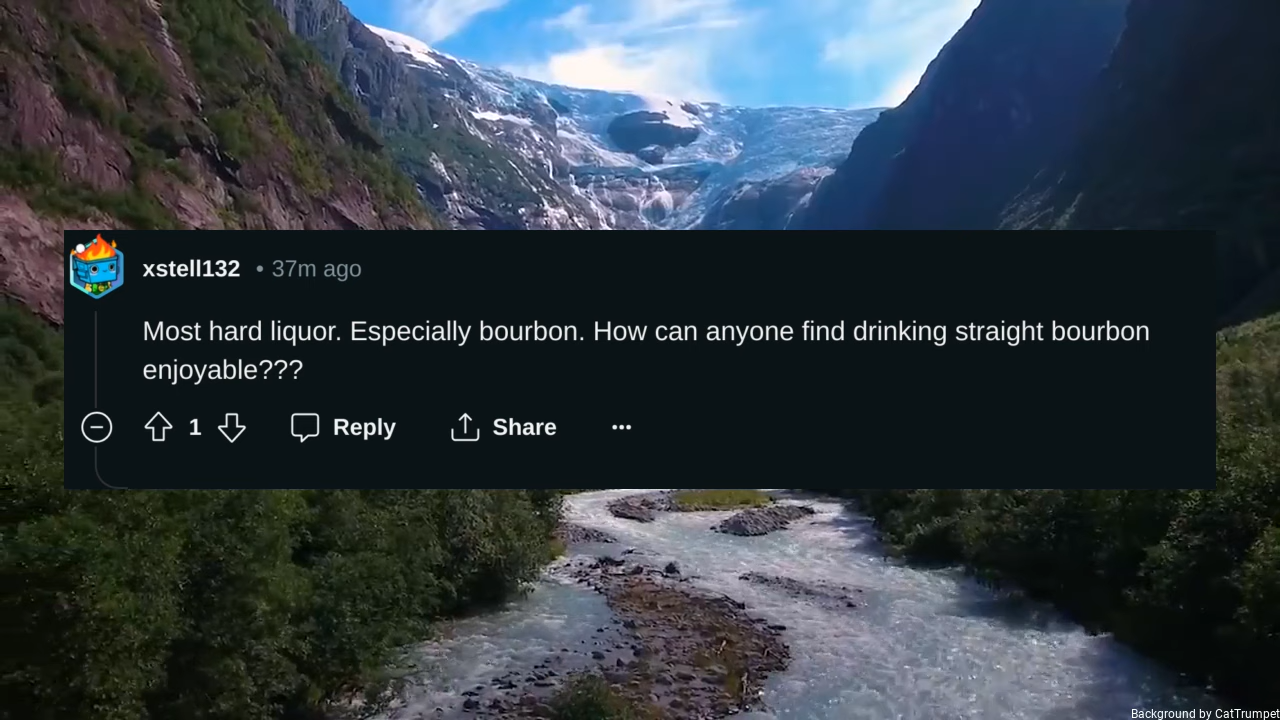 xstell132 • 37m ago
Most hard liquor. Especially bourbon. How can anyone find drinking straight bourbon
enjoyable???
1 Reply Share
Background by CatTrumpet